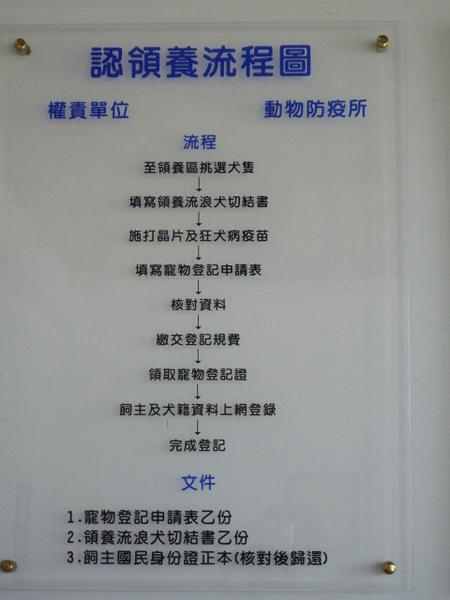 認領養流程圖
權責單位 動物防疫所
流程
至領養區挑選犬隻
↓
填寫領養流浪犬切結書
↓
施打晶片及狂犬病疫苗
↓
填寫寵物登記申請表
↓
核對資料
↓
繳交登記規費
↓
領取寵物登記證
↓
飼主及犬籍資料上網登錄
↓
完成登記
文件
1.寵物登記申請表乙份
2.領養流浪犬切結書乙份
3.飼主國民身份證正本(核對後歸還)